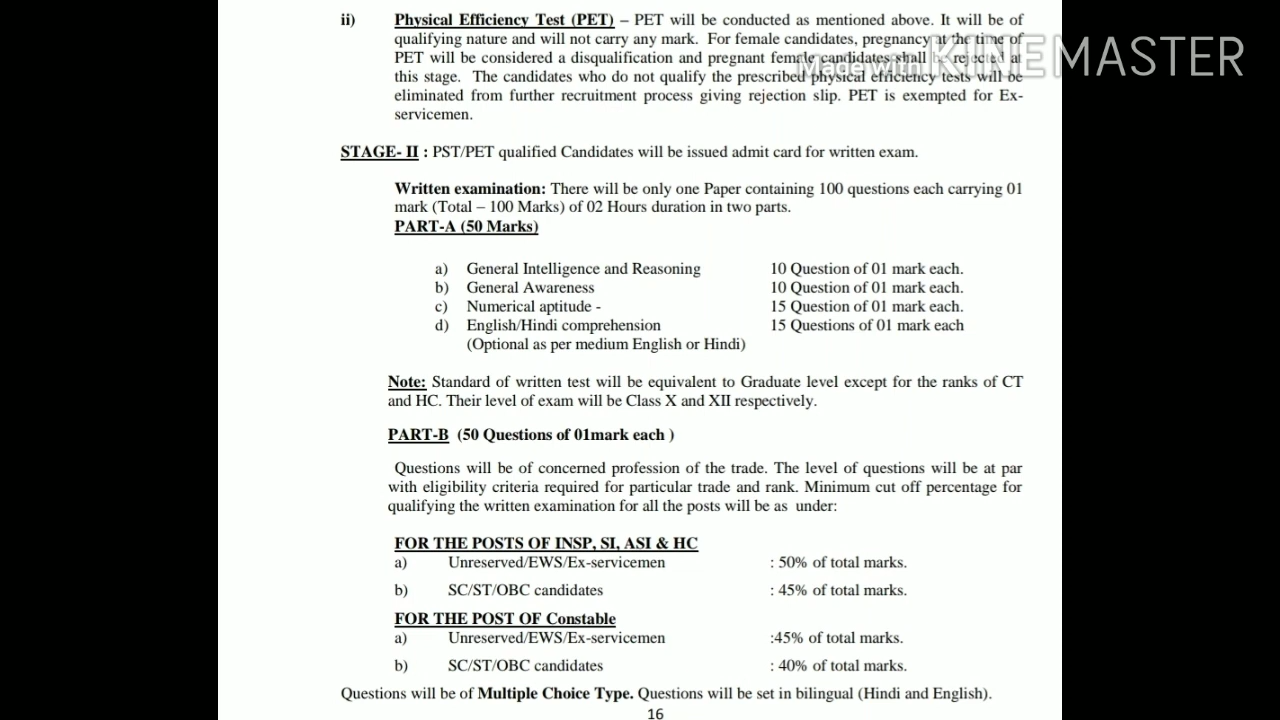 ii) Physical Efficiency Test (PET) – PET will be conducted as mentioned above. It will be of
qualifying nature and will not carry any mark. For female candidates, pregnancy at the time of
PET will be considered a disqualification and pregnant female candidates shall be rejected at
this stage. The candidates who do not qualify the prescribed physical efficiency tests will be
eliminated from further recruitment process giving rejection slip. PET is exempted for Ex-
servicemen.
Made with KINEMASTER
STAGE- II : PST/PET qualified Candidates will be issued admit card for written exam.
Written examination: There will be only one Paper containing 100 questions each carrying 01
mark (Total – 100 Marks) of 02 Hours duration in two parts.
PART-A (50 Marks)
a) General Intelligence and Reasoning 10 Question of 01 mark each.
b) General Awareness 10 Question of 01 mark each.
c) Numerical aptitude - 15 Question of 01 mark each.
d) English/Hindi comprehension 15 Questions of 01 mark each
(Optional as per medium English or Hindi)
Note: Standard of written test will be equivalent to Graduate level except for the ranks of CT
and HC. Their level of exam will be Class X and XII respectively.
PART-B (50 Questions of 01mark each )
Questions will be of concerned profession of the trade. The level of questions will be at par
with eligibility criteria required for particular trade and rank. Minimum cut off percentage for
qualifying the written examination for all the posts will be as under:
FOR THE POSTS OF INSP, SI, ASI & HC
a) Unreserved/EWS/Ex-servicemen : 50% of total marks.
b) SC/ST/OBC candidates : 45% of total marks.
FOR THE POST OF Constable
a) Unreserved/EWS/Ex-servicemen :45% of total marks.
b) SC/ST/OBC candidates : 40% of total marks.
Questions will be of Multiple Choice Type. Questions will be set in bilingual (Hindi and English).
16